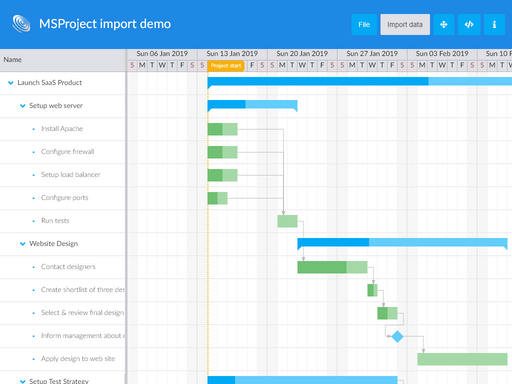 MSProject import demo
File
Import data
Name
Sun 06 Jan 2019 Sun 13 Jan 2019 Sun 20 Jan 2019 Sun 27 Jan 2019 Sun 03 Feb 2019 Sun 10 F
S M T W T F S S Project start F S S M T W T F S S M T W T F S S M T W T F S S M
Launch SaaS Product
Setup web server
Install Apache
Configure firewall
Setup load balancer
Configure ports
Run tests
Website Design
Contact designers
Create shortlist of three des
Select & review final design
Inform management about
Apply design to web site
Setup Test Strategy